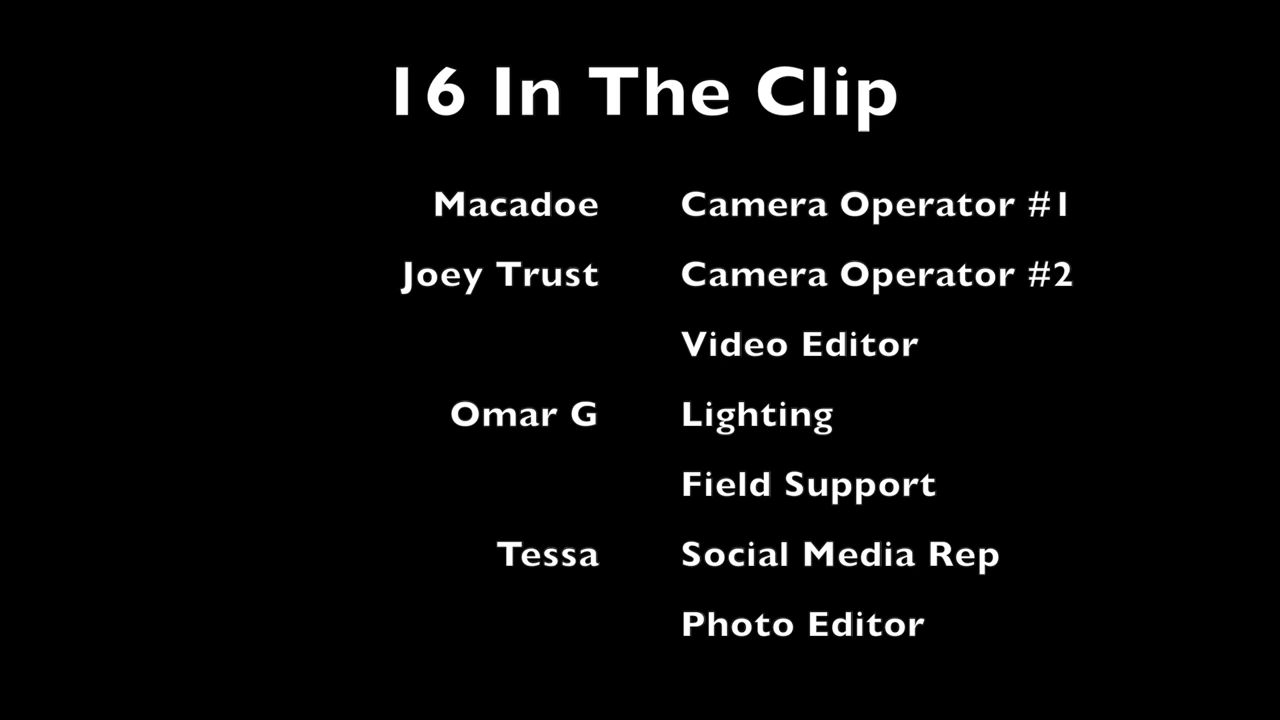 16 In The Clip
Macadoe Camera Operator #1
Joey Trust Camera Operator #2
Video Editor
Omar G Lighting
Field Support
Tessa Social Media Rep
Photo Editor